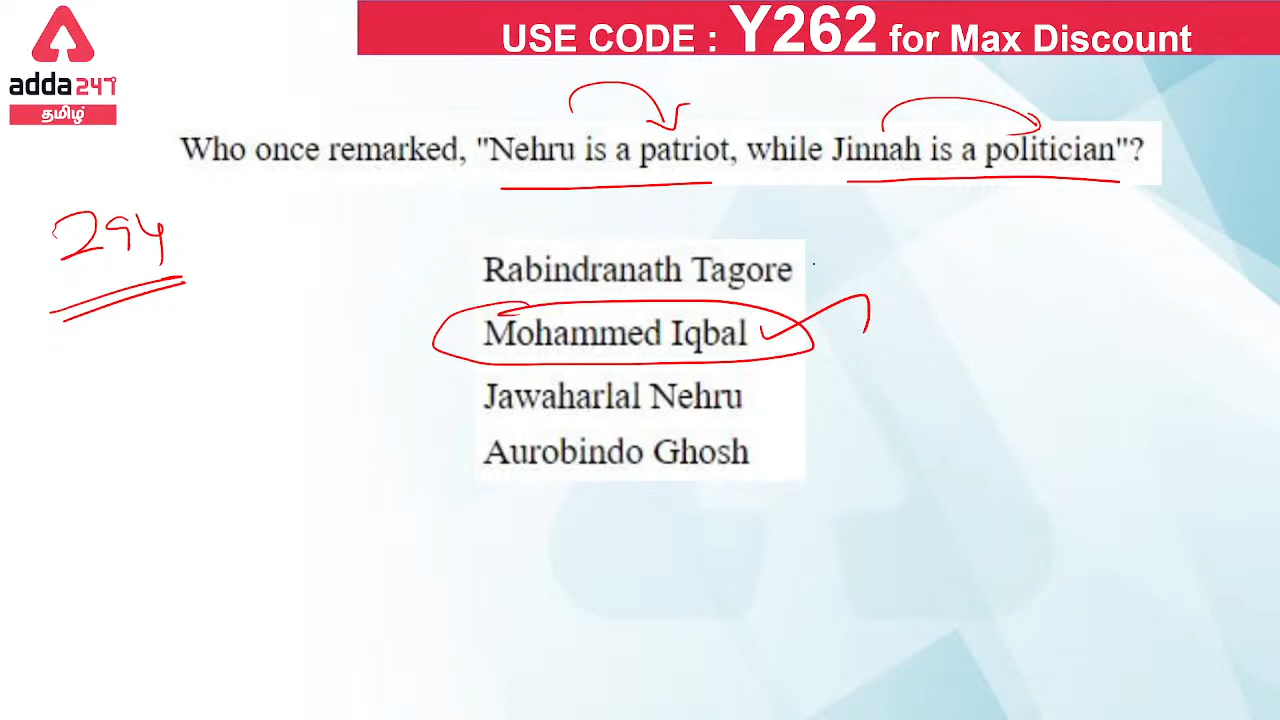 USE CODE : Y262 for Max Discount
adda247
தமிழ்
Who once remarked, "Nehru is a patriot, while Jinnah is a politician"?
294
Rabindranath Tagore
Mohammed Iqbal
Jawaharlal Nehru
Aurobindo Ghosh